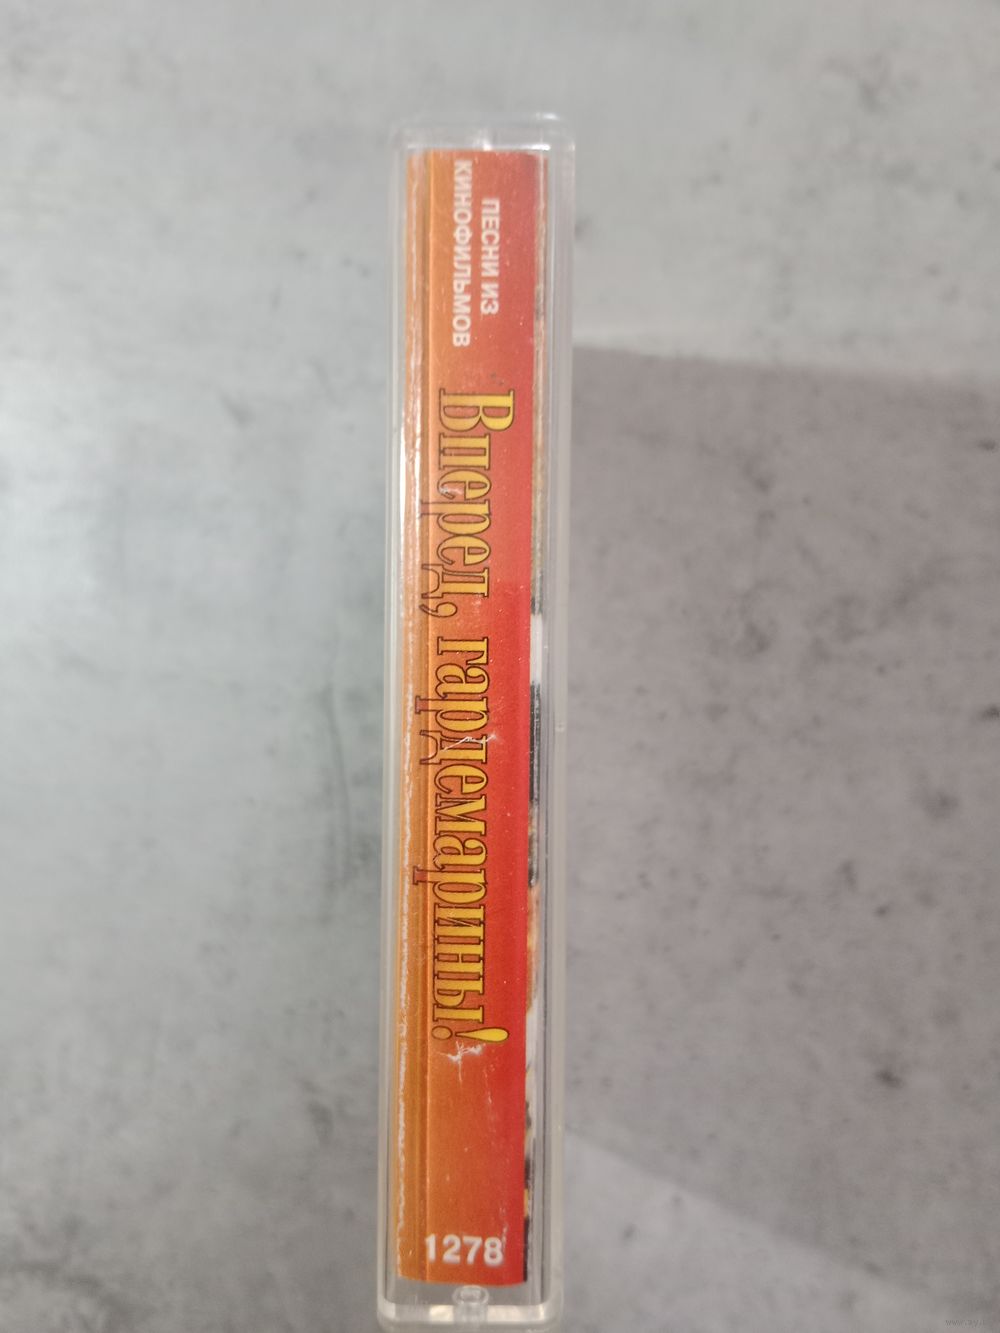 ПЕСНИ ИЗ
КИНОФИЛЬМОВ
Вперед, гардемарины!
1278